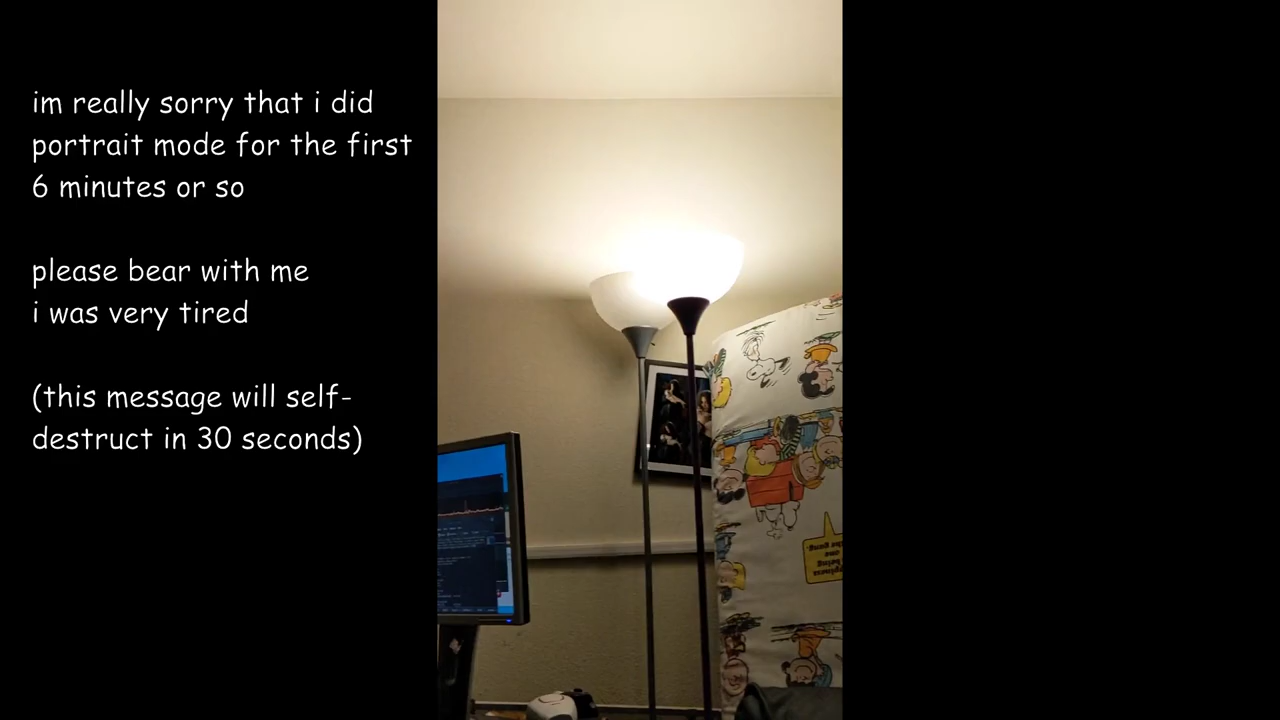 im really sorry that i did
portrait mode for the first
6 minutes or so
please bear with me
i was very tired
(this message will self-
destruct in 30 seconds)